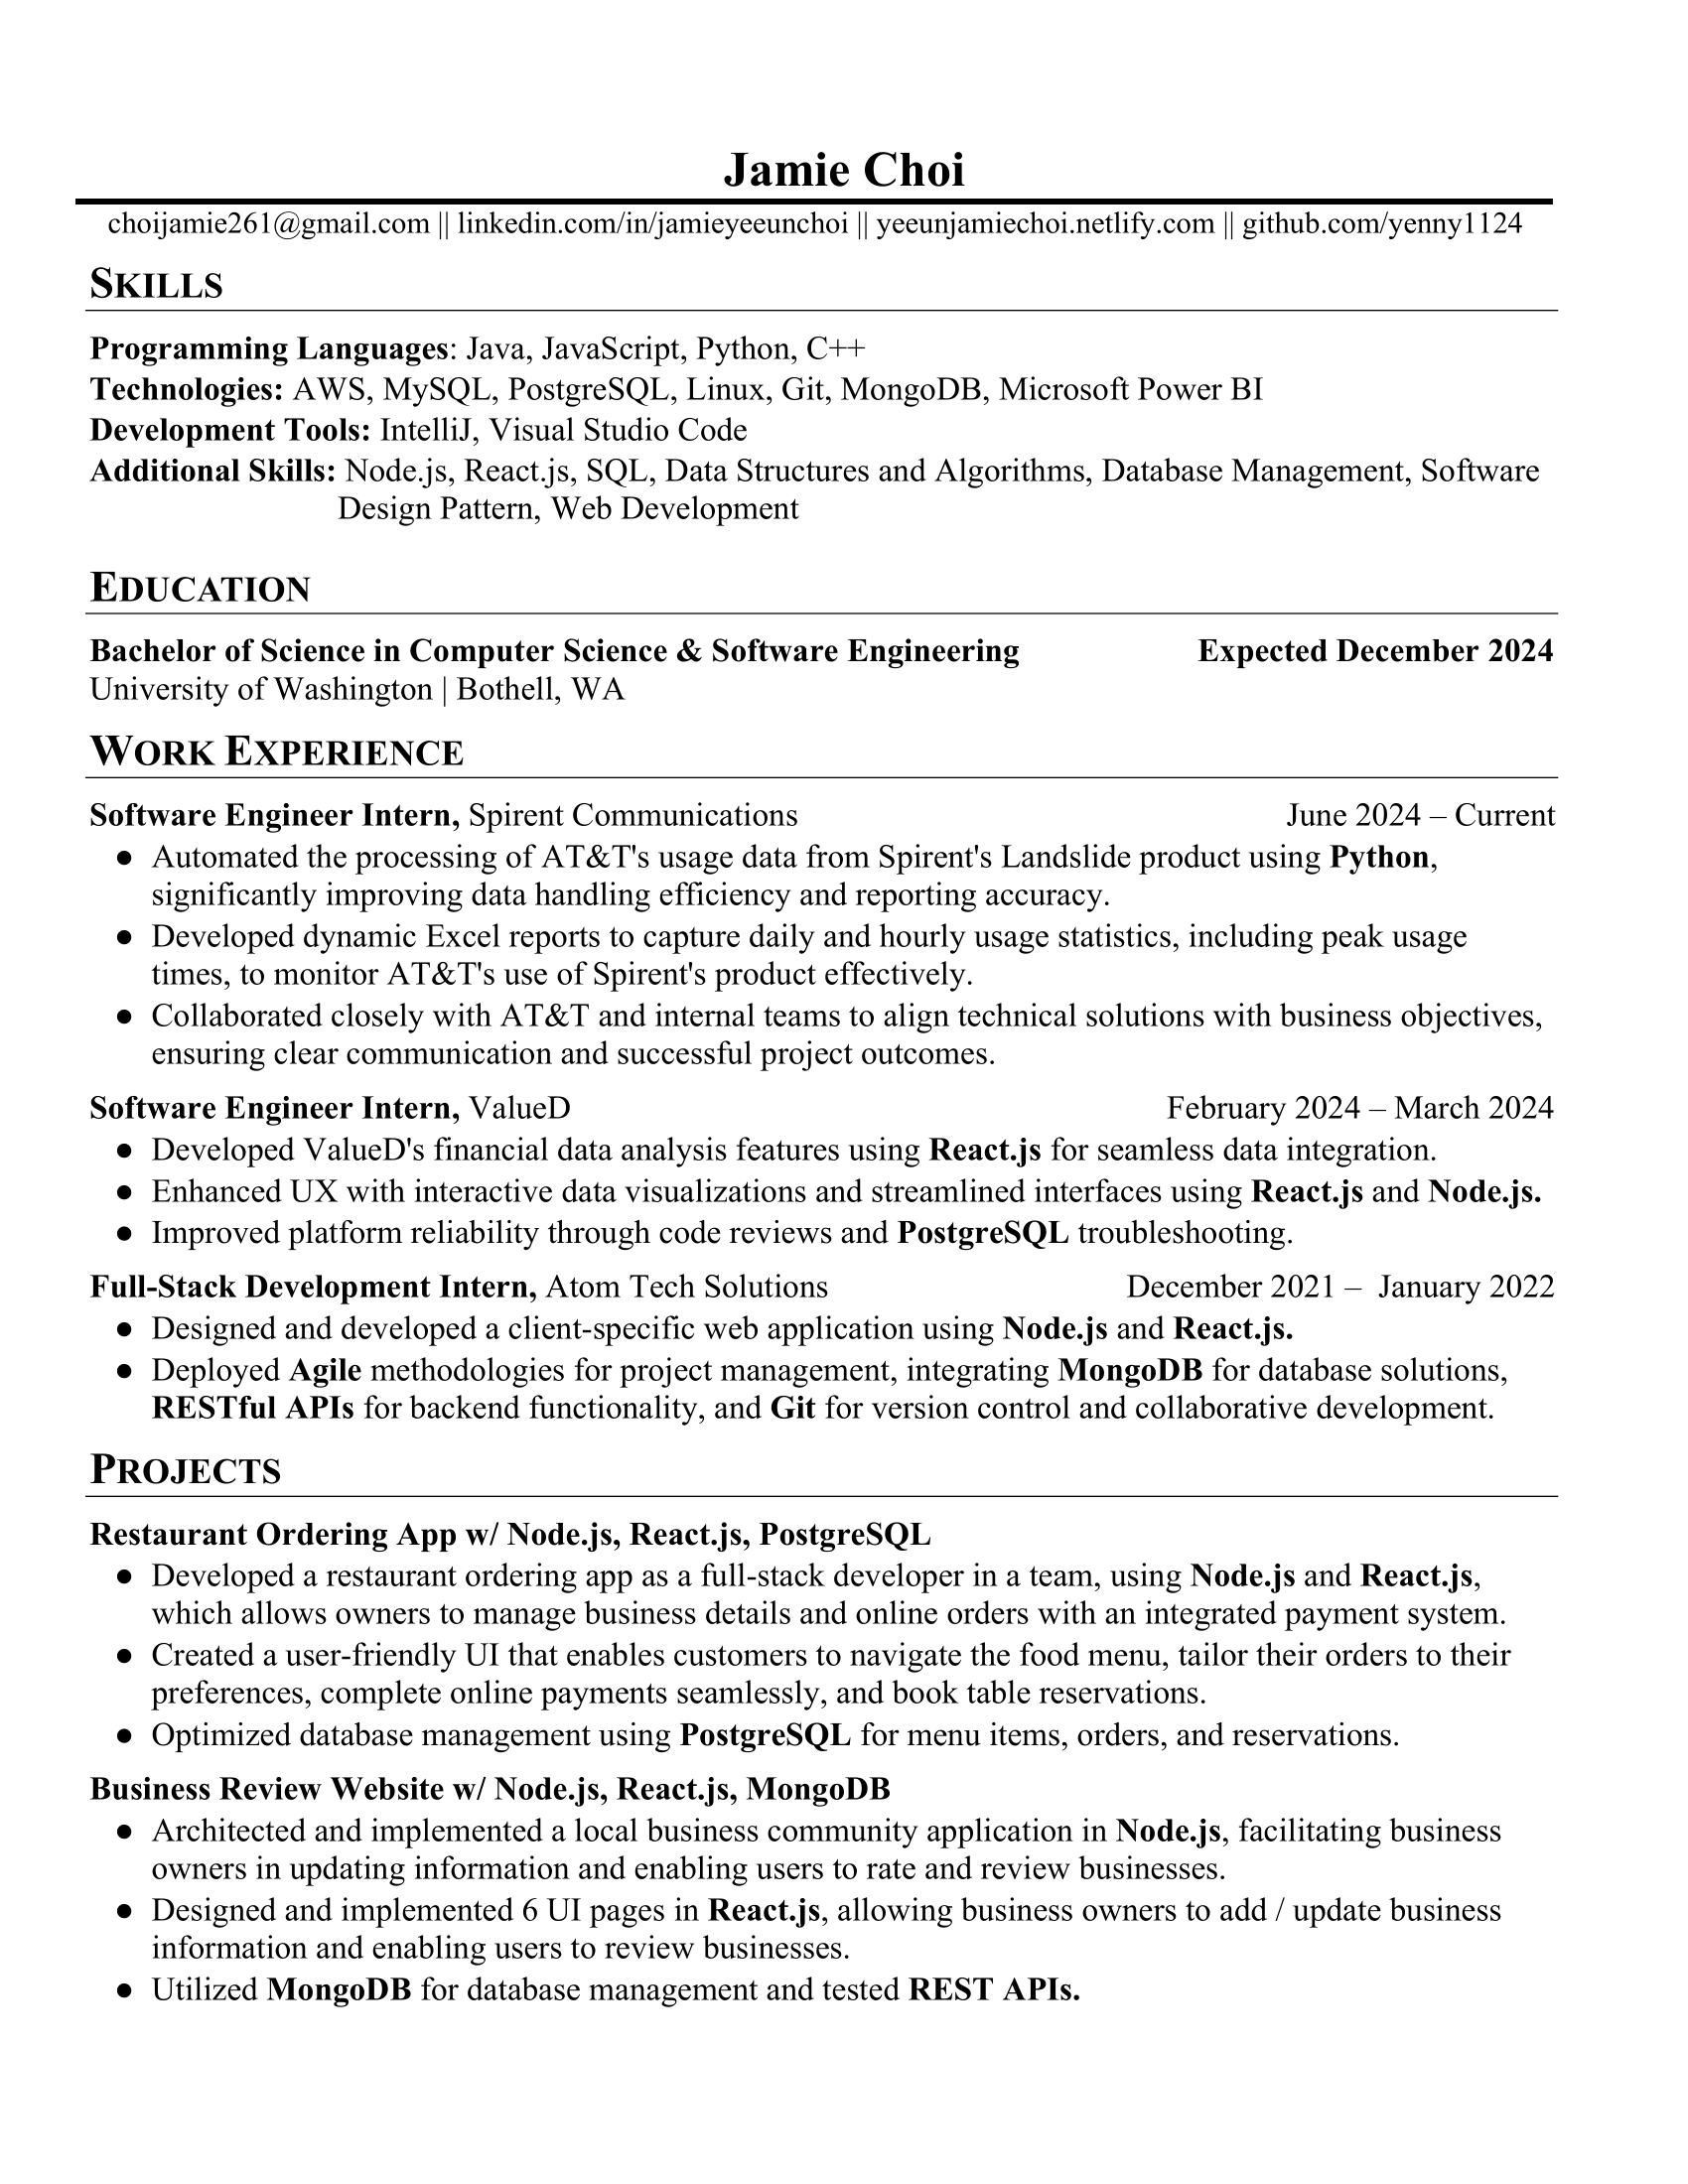 Jamie Choi
choijamie261@gmail.com || linkedin.com/in/jamieyeeunchoi || yeeunjamiechoi.netlify.com || github.com/yenny1124
SKILLS
Programming Languages: Java, JavaScript, Python, C++
Technologies: AWS, MySQL, PostgreSQL, Linux, Git, MongoDB, Microsoft Power BI
Development Tools: IntelliJ, Visual Studio Code
Additional Skills: Node.js, React.js, SQL, Data Structures and Algorithms, Database Management, Software
Design Pattern, Web Development
EDUCATION
Bachelor of Science in Computer Science & Software Engineering Expected December 2024
University of Washington | Bothell, WA
WORK EXPERIENCE
Software Engineer Intern, Spirent Communications June 2024 – Current
● Automated the processing of AT&T's usage data from Spirent's Landslide product using Python,
significantly improving data handling efficiency and reporting accuracy.
● Developed dynamic Excel reports to capture daily and hourly usage statistics, including peak usage
times, to monitor AT&T's use of Spirent's product effectively.
● Collaborated closely with AT&T and internal teams to align technical solutions with business objectives,
ensuring clear communication and successful project outcomes.
Software Engineer Intern, ValueD February 2024 – March 2024
● Developed ValueD's financial data analysis features using React.js for seamless data integration.
● Enhanced UX with interactive data visualizations and streamlined interfaces using React.js and Node.js.
● Improved platform reliability through code reviews and PostgreSQL troubleshooting.
Full-Stack Development Intern, Atom Tech Solutions December 2021 – January 2022
● Designed and developed a client-specific web application using Node.js and React.js.
● Deployed Agile methodologies for project management, integrating MongoDB for database solutions,
RESTful APIs for backend functionality, and Git for version control and collaborative development.
PROJECTS
Restaurant Ordering App w/ Node.js, React.js, PostgreSQL
● Developed a restaurant ordering app as a full-stack developer in a team, using Node.js and React.js,
which allows owners to manage business details and online orders with an integrated payment system.
● Created a user-friendly UI that enables customers to navigate the food menu, tailor their orders to their
preferences, complete online payments seamlessly, and book table reservations.
● Optimized database management using PostgreSQL for menu items, orders, and reservations.
Business Review Website w/ Node.js, React.js, MongoDB
● Architected and implemented a local business community application in Node.js, facilitating business
owners in updating information and enabling users to rate and review businesses.
● Designed and implemented 6 UI pages in React.js, allowing business owners to add / update business
information and enabling users to review businesses.
● Utilized MongoDB for database management and tested REST APIs.